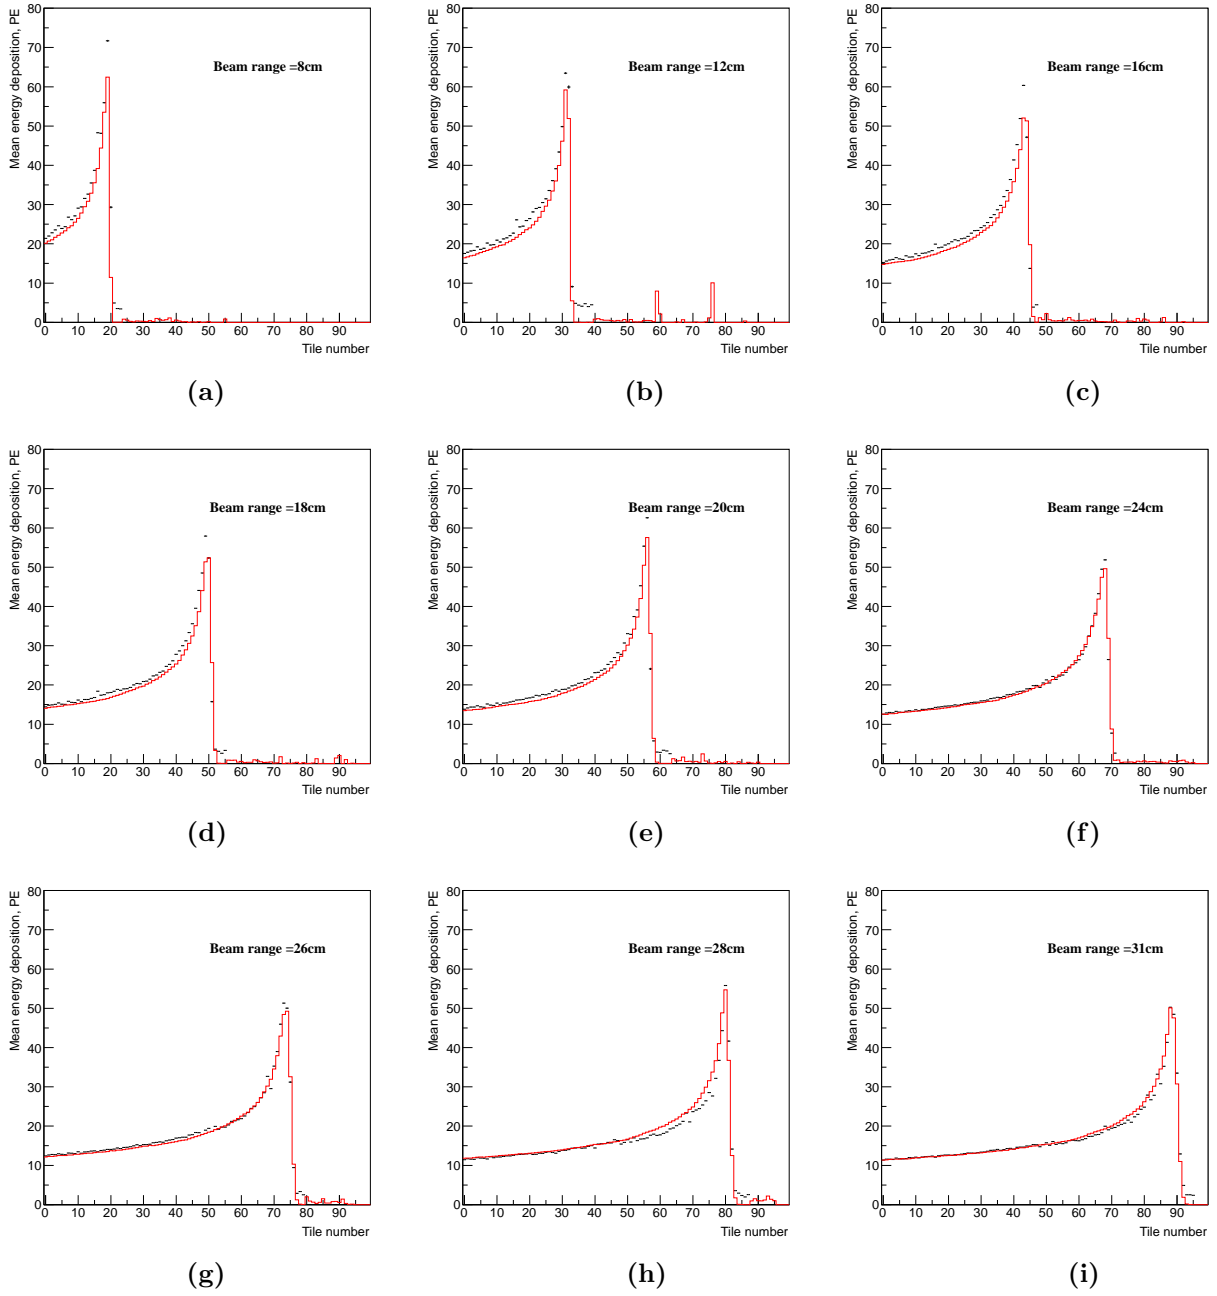 Mean energy deposition, PE
80
70
60
50
40
30
20
10
0
Beam range =8cm
0 10 20 30 40 50 60 70 80 90
Tile number
(a)
Mean energy deposition, PE
80
70
60
50
40
30
20
10
0
Beam range =12cm
0 10 20 30 40 50 60 70 80 90
Tile number
(b)
Mean energy deposition, PE
80
70
60
50
40
30
20
10
0
Beam range =16cm
0 10 20 30 40 50 60 70 80 90
Tile number
(c)
Mean energy deposition, PE
80
70
60
50
40
30
20
10
0
Beam range =18cm
0 10 20 30 40 50 60 70 80 90
Tile number
(d)
Mean energy deposition, PE
80
70
60
50
40
30
20
10
0
Beam range =20cm
0 10 20 30 40 50 60 70 80 90
Tile number
(e)
Mean energy deposition, PE
80
70
60
50
40
30
20
10
0
Beam range =24cm
0 10 20 30 40 50 60 70 80 90
Tile number
(f)
Mean energy deposition, PE
80
70
60
50
40
30
20
10
0
Beam range =26cm
0 10 20 30 40 50 60 70 80 90
Tile number
(g)
Mean energy deposition, PE
80
70
60
50
40
30
20
10
0
Beam range =28cm
0 10 20 30 40 50 60 70 80 90
Tile number
(h)
Mean energy deposition, PE
80
70
60
50
40
30
20
10
0
Beam range =31cm
0 10 20 30 40 50 60 70 80 90
Tile number
(i)